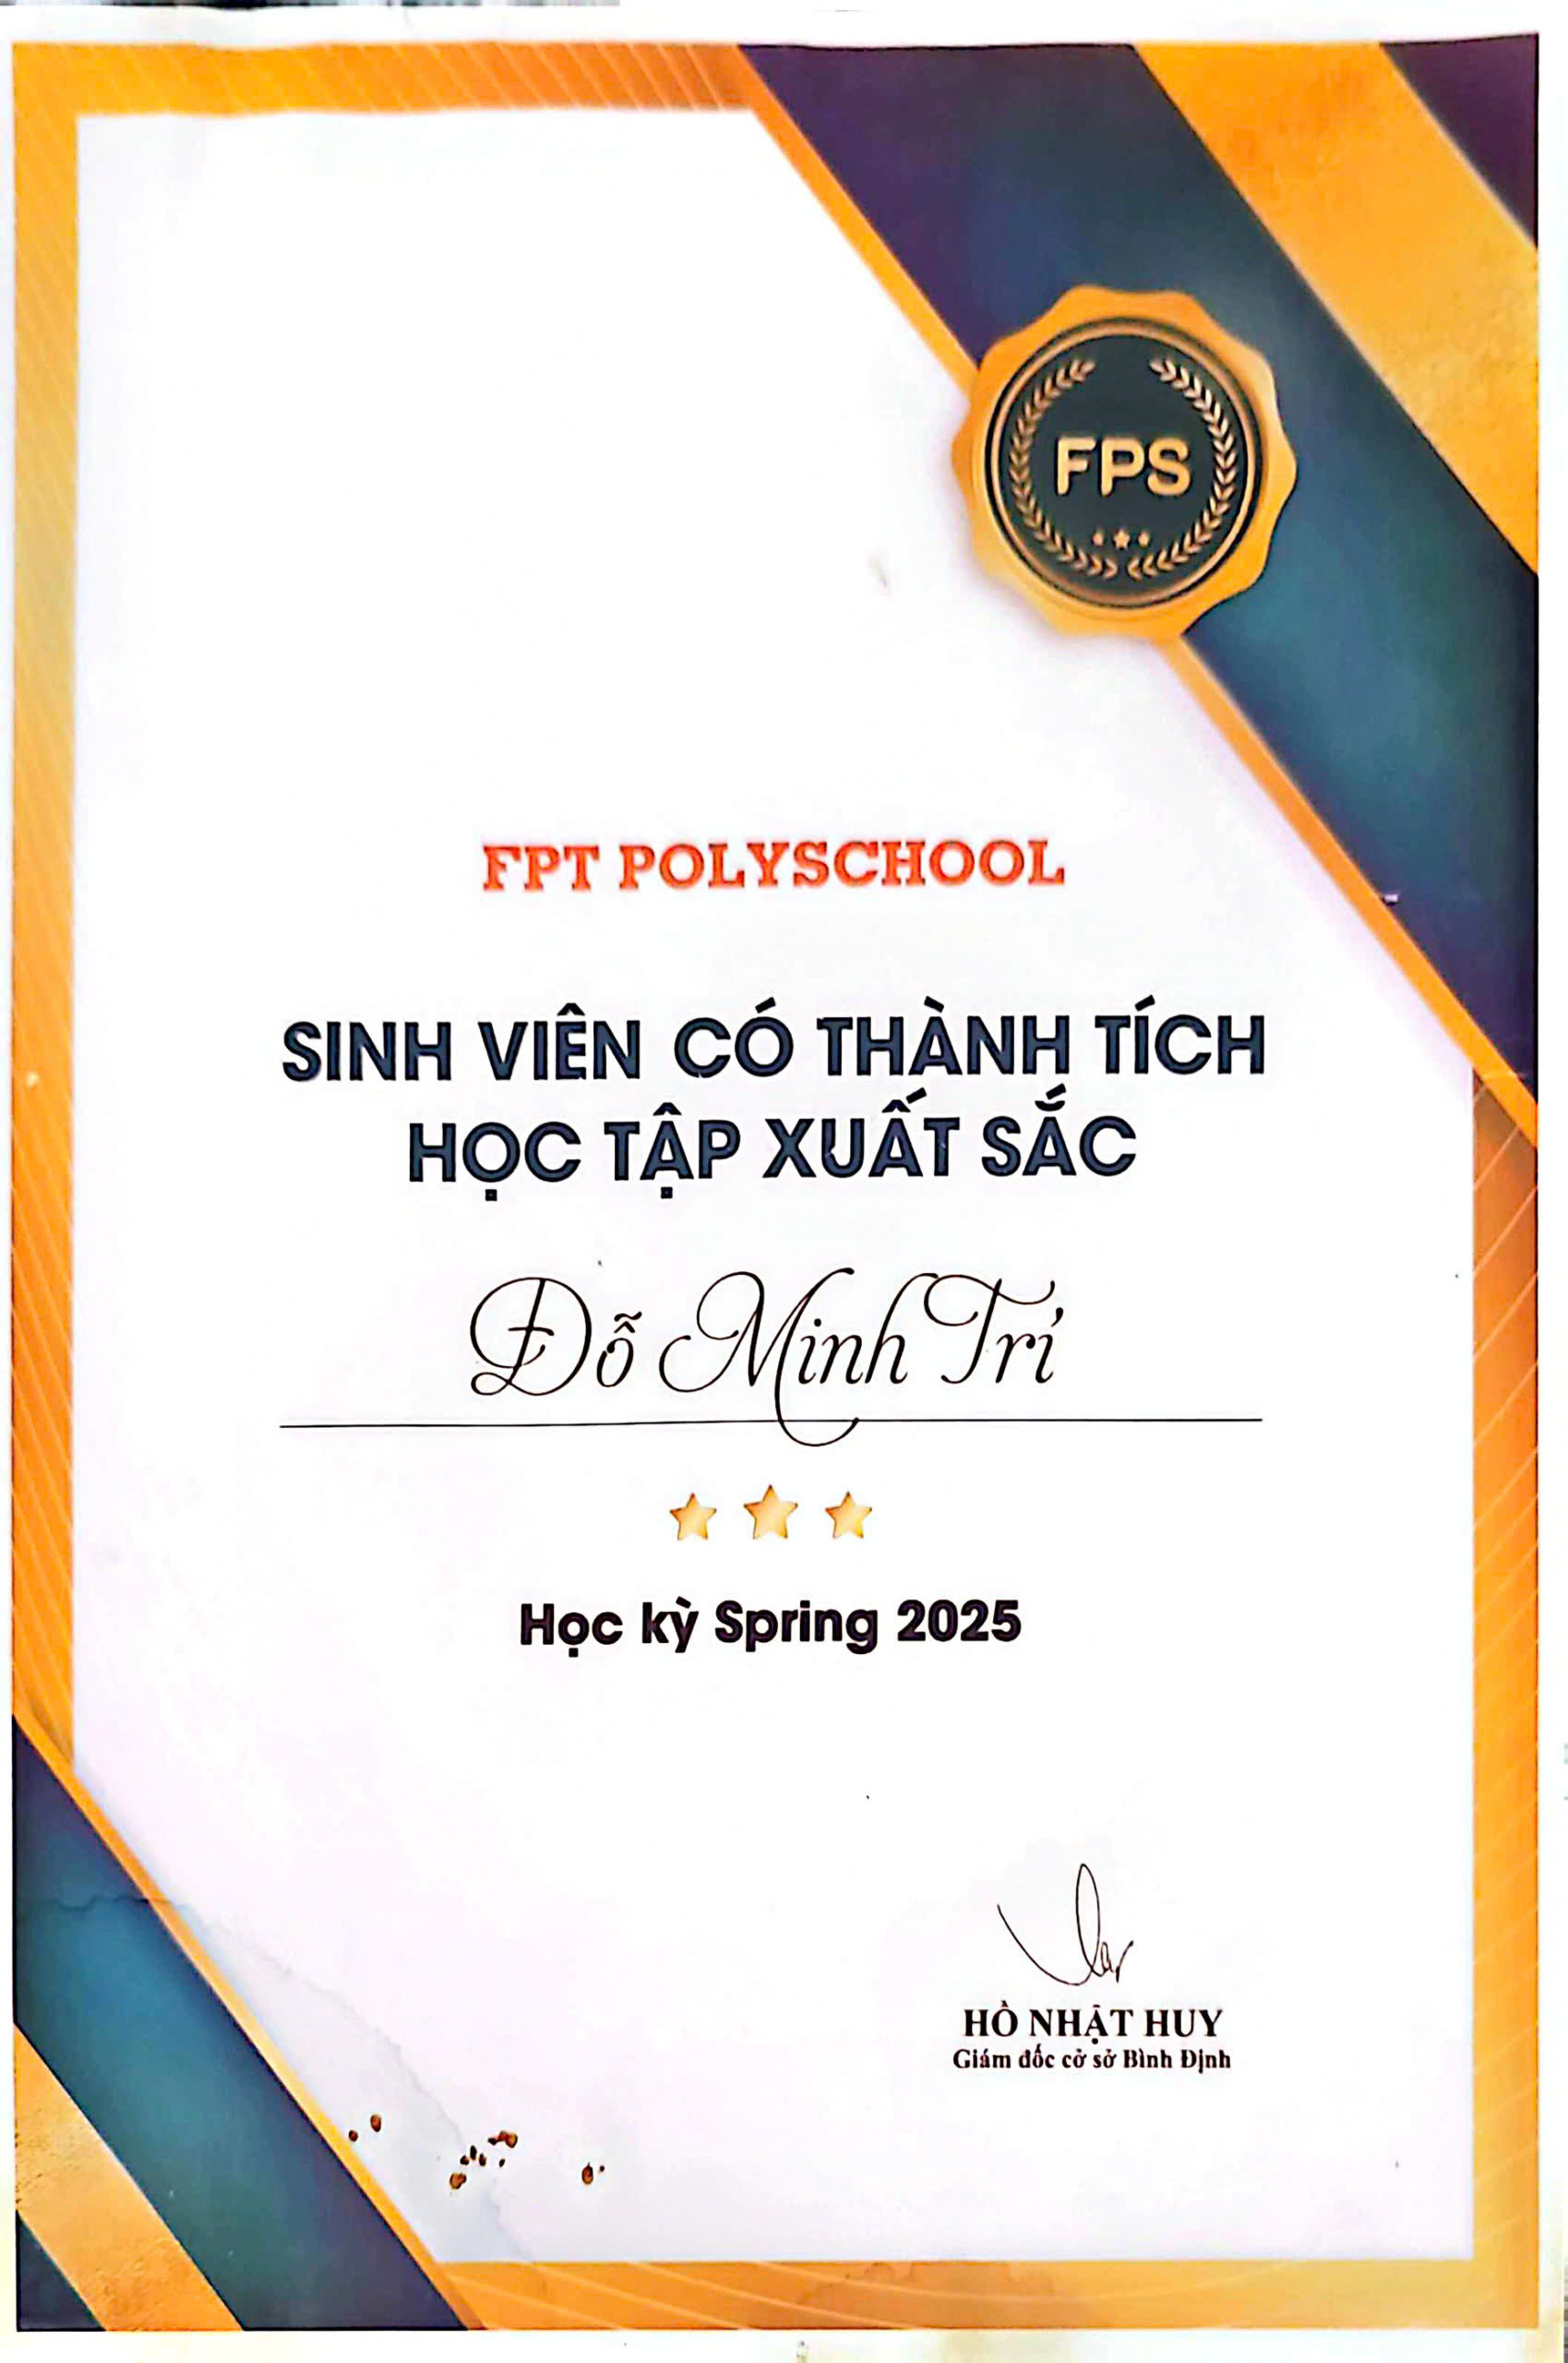 FPS
FPT POLYSCHOOL
SINH VIÊN CÓ THÀNH TÍCH
HỌC TẬP XUẤT SẮC
Đỗ Minh Trí
Học kỳ Spring 2025
HỒ NHẬT HUY
Giám đốc cở sở Bình Định